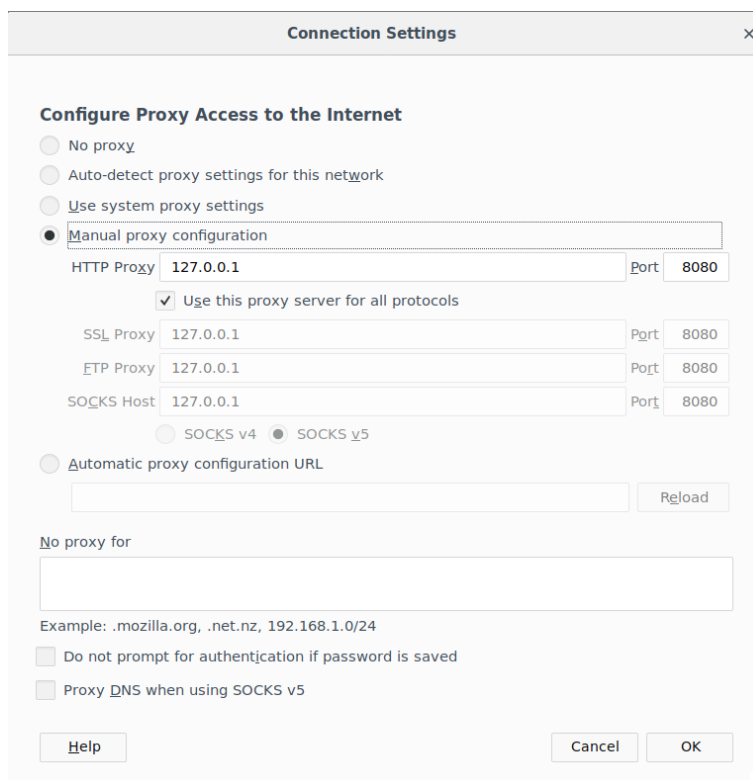 Connection Settings
Configure Proxy Access to the Internet
No proxy
Auto-detect proxy settings for this network
Use system proxy settings
Manual proxy configuration
HTTP Proxy 127.0.0.1 Port 8080
Use this proxy server for all protocols
SSL Proxy 127.0.0.1 Port 8080
FTP Proxy 127.0.0.1 Port 8080
SOCKS Host 127.0.0.1 Port 8080
SOCKS v4 SOCKS v5
Automatic proxy configuration URL
Reload
No proxy for
Example: .mozilla.org, .net.nz, 192.168.1.0/24
Do not prompt for authentication if password is saved
Proxy DNS when using SOCKS v5
Help Cancel OK